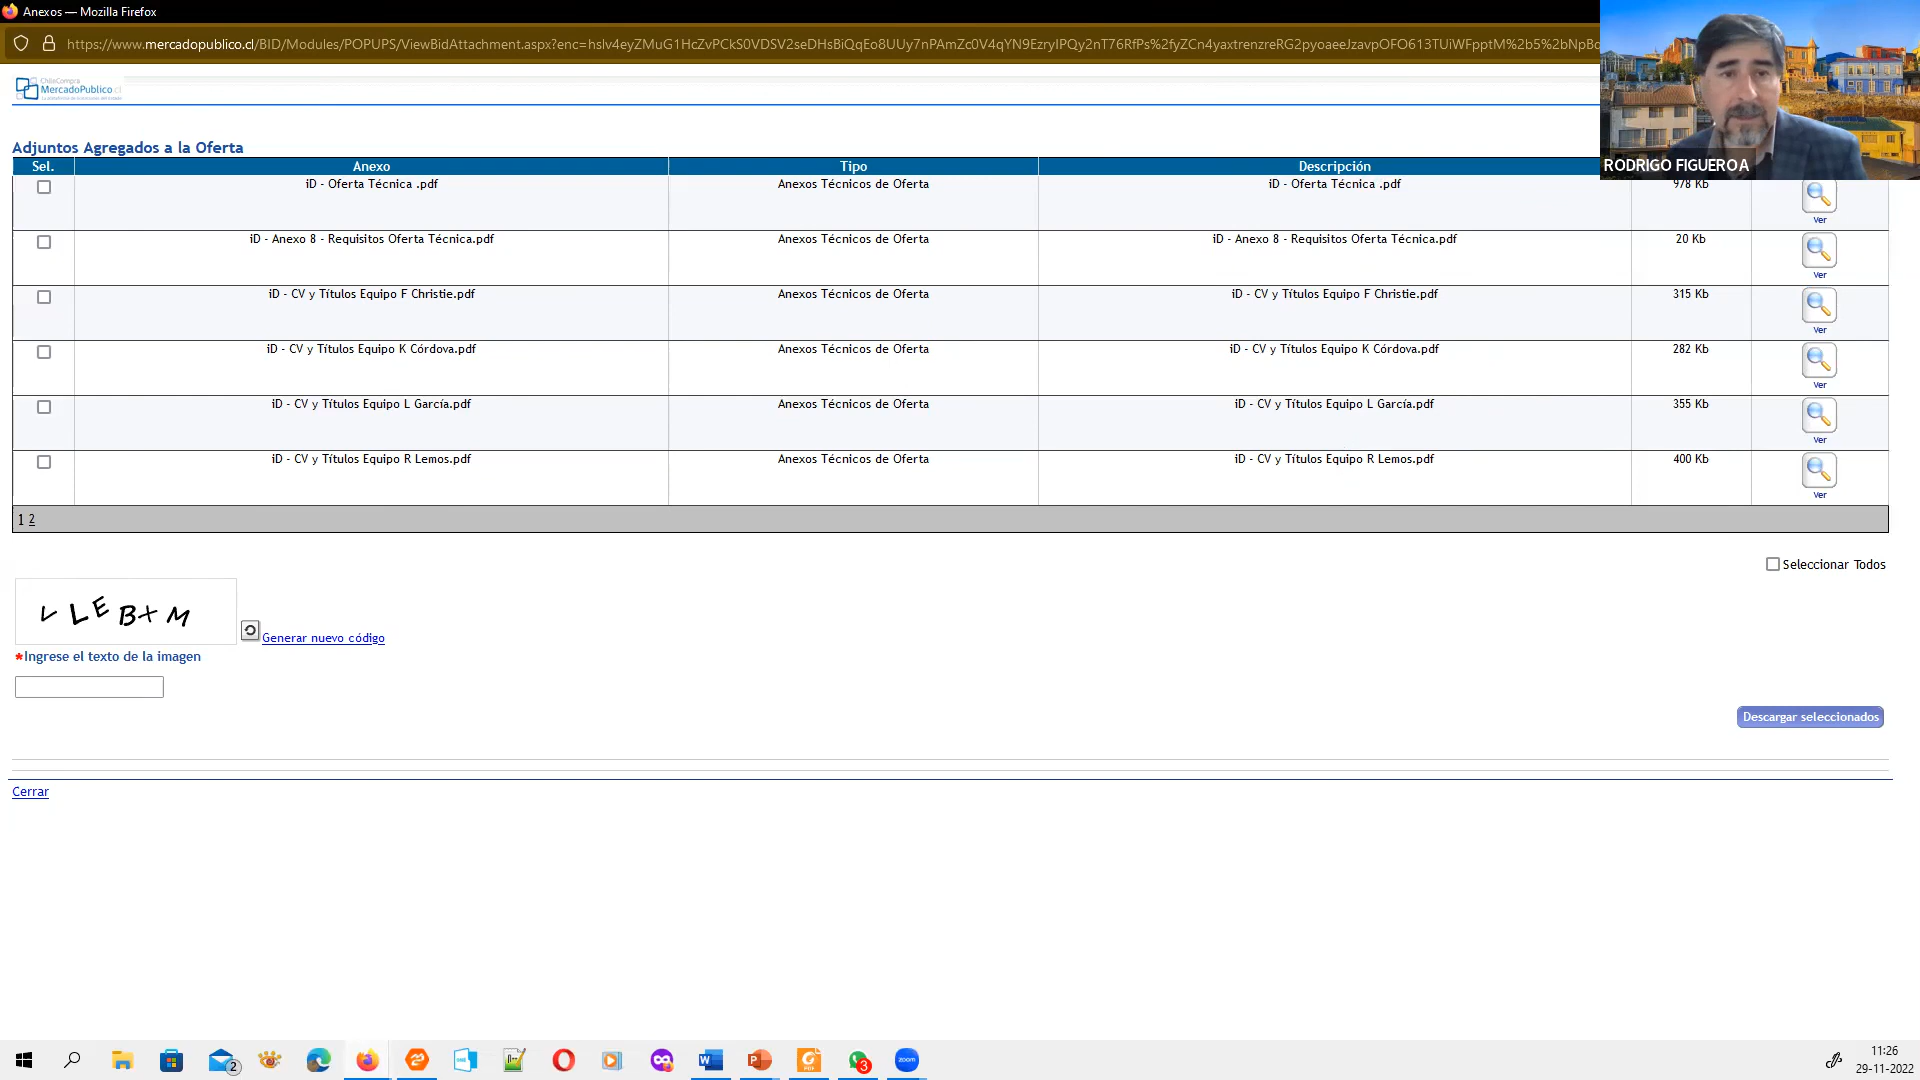 Anexos — Mozilla Firefox
https://www.mercadopublico.cl/BID/Modules/POPUPS/ViewBidAttachment.aspx?enc=hslv4eyZMuG1HcZvPCkS0VDSV2seDHsBiQqEo8UUy7nPAmZc0V4qYN9EzryIPQy2nT76RfPs%2fyZCn4yaxtrenzreRG2pyoaeeJzavpOFO613TUiWFpptM%2b5%2bNpBo
ChileCompra
MercadoPublico.cl
RODRIGO FIGUEROA
Adjuntos Agregados a la Oferta
Sel. Anexo Tipo Descripción
iD - Oferta Técnica .pdf Anexos Técnicos de Oferta iD - Oferta Técnica .pdf 978 Kb
Ver
iD - Anexo 8 - Requisitos Oferta Técnica.pdf Anexos Técnicos de Oferta iD - Anexo 8 - Requisitos Oferta Técnica.pdf 20 Kb
Ver
iD - CV y Títulos Equipo F Christie.pdf Anexos Técnicos de Oferta iD - CV y Títulos Equipo F Christie.pdf 315 Kb
Ver
iD - CV y Títulos Equipo K Córdova.pdf Anexos Técnicos de Oferta iD - CV y Títulos Equipo K Córdova.pdf 282 Kb
Ver
iD - CV y Títulos Equipo L García.pdf Anexos Técnicos de Oferta iD - CV y Títulos Equipo L García.pdf 355 Kb
Ver
iD - CV y Títulos Equipo R Lemos.pdf Anexos Técnicos de Oferta iD - CV y Títulos Equipo R Lemos.pdf 400 Kb
Ver
1 2
Seleccionar Todos
Generar nuevo código
*Ingrese el texto de la imagen
Descargar seleccionados
Cerrar
2
3
zoom
11:26
29-11-2022